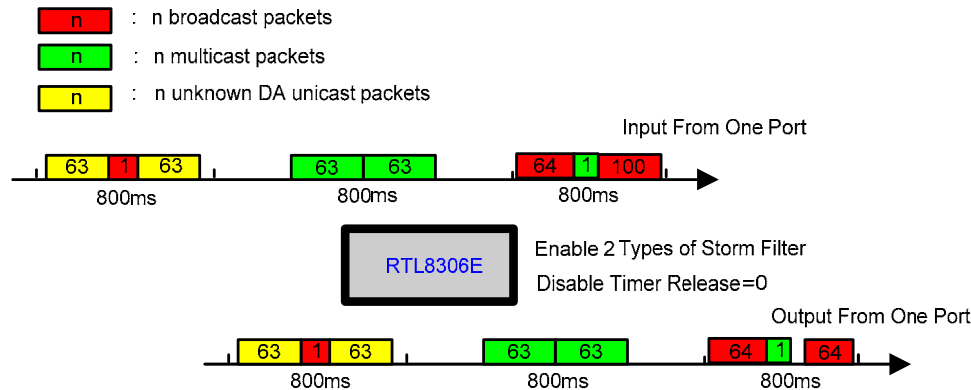 n : n broadcast packets
n : n multicast packets
n : n unknown DA unicast packets
Input From One Port
63 1 63 63 63 64 1 100
800ms 800ms 800ms
RTL8306E
Enable 2 Types of Storm Filter
Disable Timer Release=0
Output From One Port
63 1 63 63 63 64 1 64
800ms 800ms 800ms